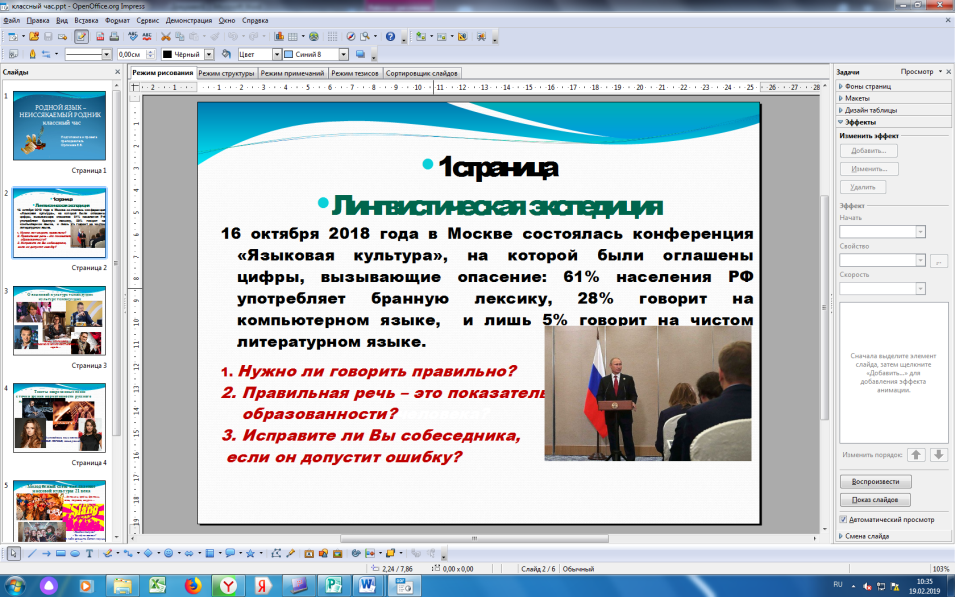 классный час.ppt - OpenOffice.org Impress
Файл Правка Вид Вставка Формат Сервис Демонстрация Окно Справка
0,00см Чёрный Цвет Синий 8
Слайды
Режим рисования Режим структуры Режим примечаний Режим тезисов Сортировщик слайдов
1
РОДНОЙ ЯЗЫК –
НЕИССЯКАЕМЫЙ РОДНИК
классный час
Страница 1
2
Страница 2
3
Страница 3
4
Страница 4
5
1страница
Лингвистическая экспедиция
16 октября 2018 года в Москве состоялась конференция
«Языковая культура», на которой были оглашены
цифры, вызывающие опасение: 61% населения РФ
употребляет бранную лексику, 28% говорит на
компьютерном языке, и лишь 5% говорит на чистом
литературном языке.
1. Нужно ли говорить правильно?
2. Правильная речь – это показатель
образованности?
3. Исправите ли Вы собеседника,
если он допустит ошибку?
Задачи Просмотр
Фоны страниц
Макеты
Дизайн таблицы
Эффекты
Изменить эффект
Добавить...
Изменить...
Удалить
Эффект
Начать
Свойство
Скорость
Сначала выделите элемент
слайда, затем щелкните
«Добавить...» для
добавления эффекта
анимации.
Изменить порядок:
Воспроизвести
Показ слайдов
Автоматический просмотр
Смена слайда
2,24 / 7,86 0,00 x 0,00 Слайд 2 / 6 Обычный 103%
RU 10:35
19.02.2019